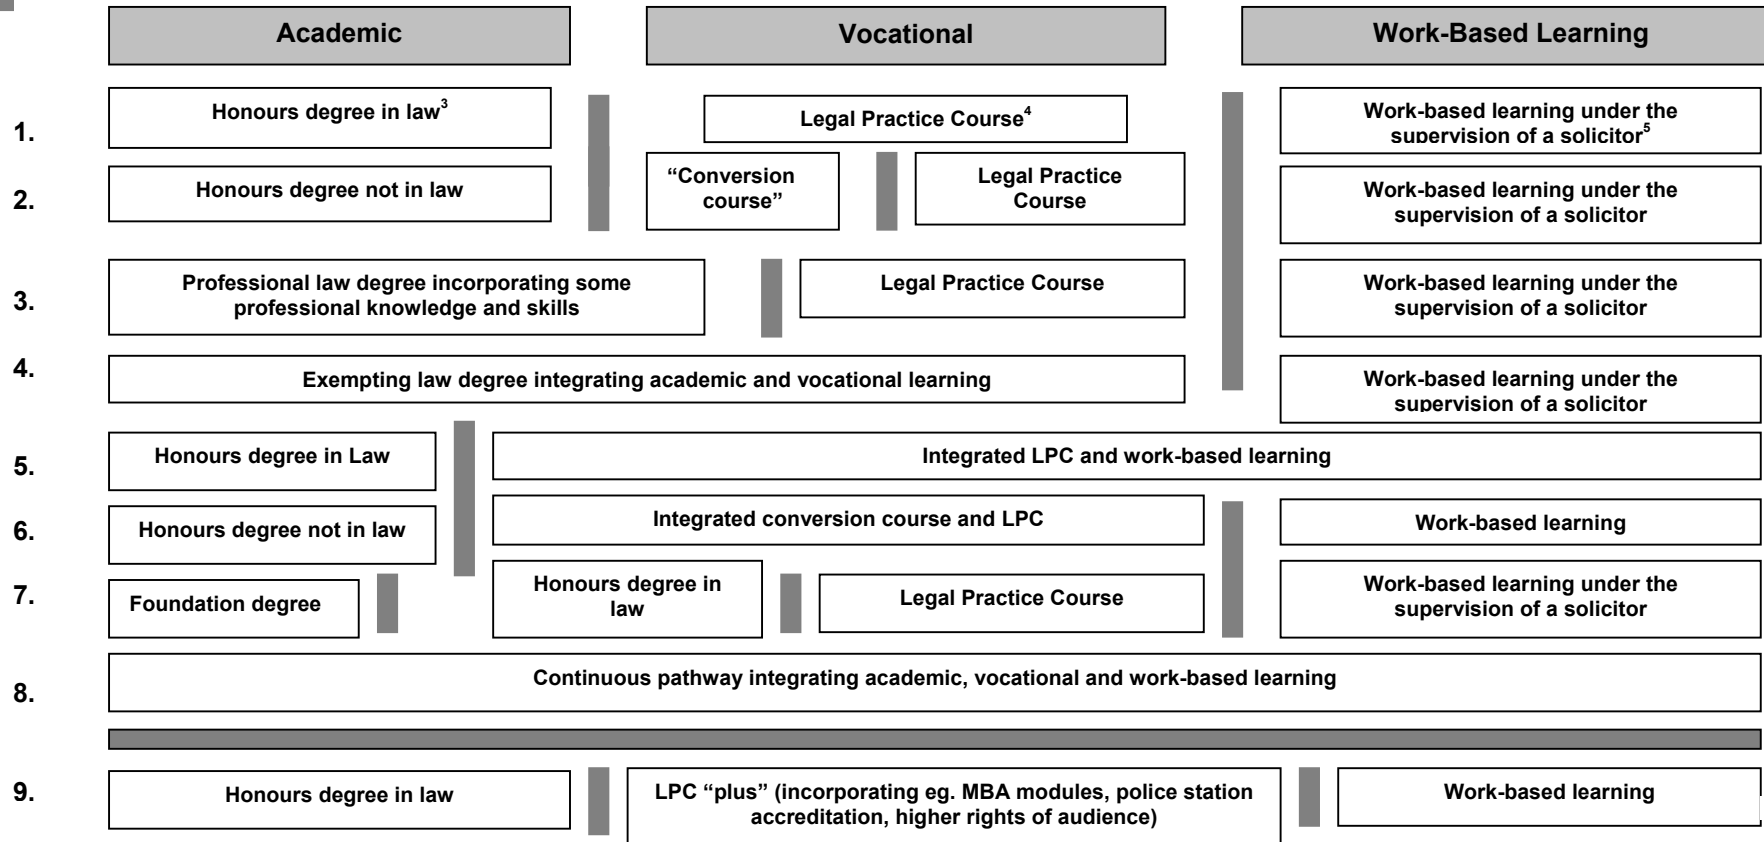 Academic
Vocational
Work-Based Learning
1.
Honours degree in law3
Legal Practice Course4
Work-based learning under the
supervision of a solicitor5
2.
Honours degree not in law
“Conversion
course”
Legal Practice
Course
Work-based learning under the
supervision of a solicitor
3.
Professional law degree incorporating some
professional knowledge and skills
Legal Practice Course
Work-based learning under the
supervision of a solicitor
4.
Exempting law degree integrating academic and vocational learning
Work-based learning under the
supervision of a solicitor
5.
Honours degree in Law
Integrated LPC and work-based learning
6.
Honours degree not in law
Integrated conversion course and LPC
Work-based learning
7.
Foundation degree
Honours degree in
law
Legal Practice Course
Work-based learning under the
supervision of a solicitor
8.
Continuous pathway integrating academic, vocational and work-based learning
9.
Honours degree in law
LPC “plus” (incorporating eg. MBA modules, police station
accreditation, higher rights of audience)
Work-based learning